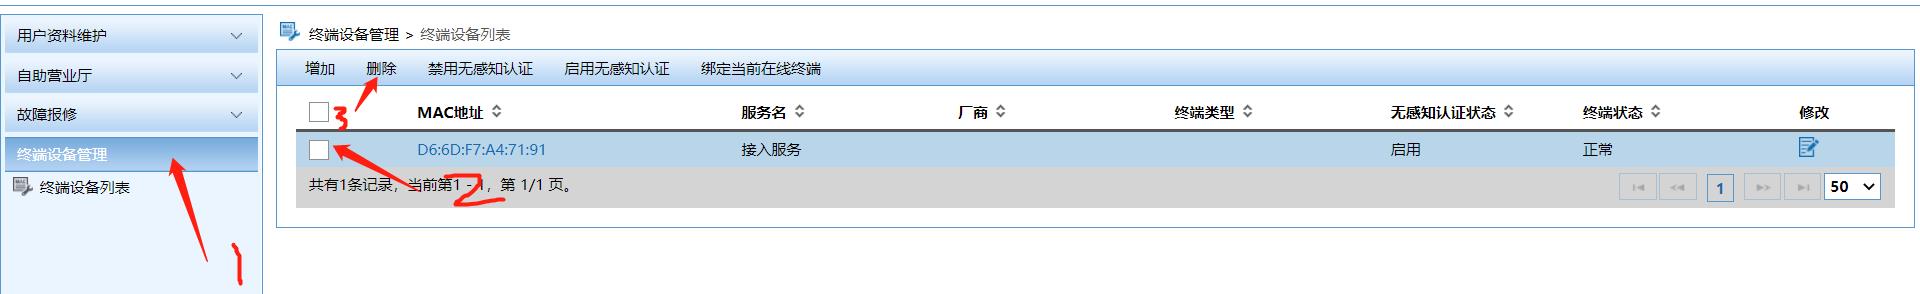 用户资料维护
自助营业厅
故障报修
终端设备管理
终端设备列表
1
终端设备管理 > 终端设备列表
增加 删除 禁用无感知认证 启用无感知认证 绑定当前在线终端
3 MAC地址 服务名 厂商 终端类型 无感知认证状态 终端状态 修改
D6:6D:F7:A4:71:91 接入服务 启用 正常
共有1条记录，当前第1 - 1，第 1/1 页。 1 50
2